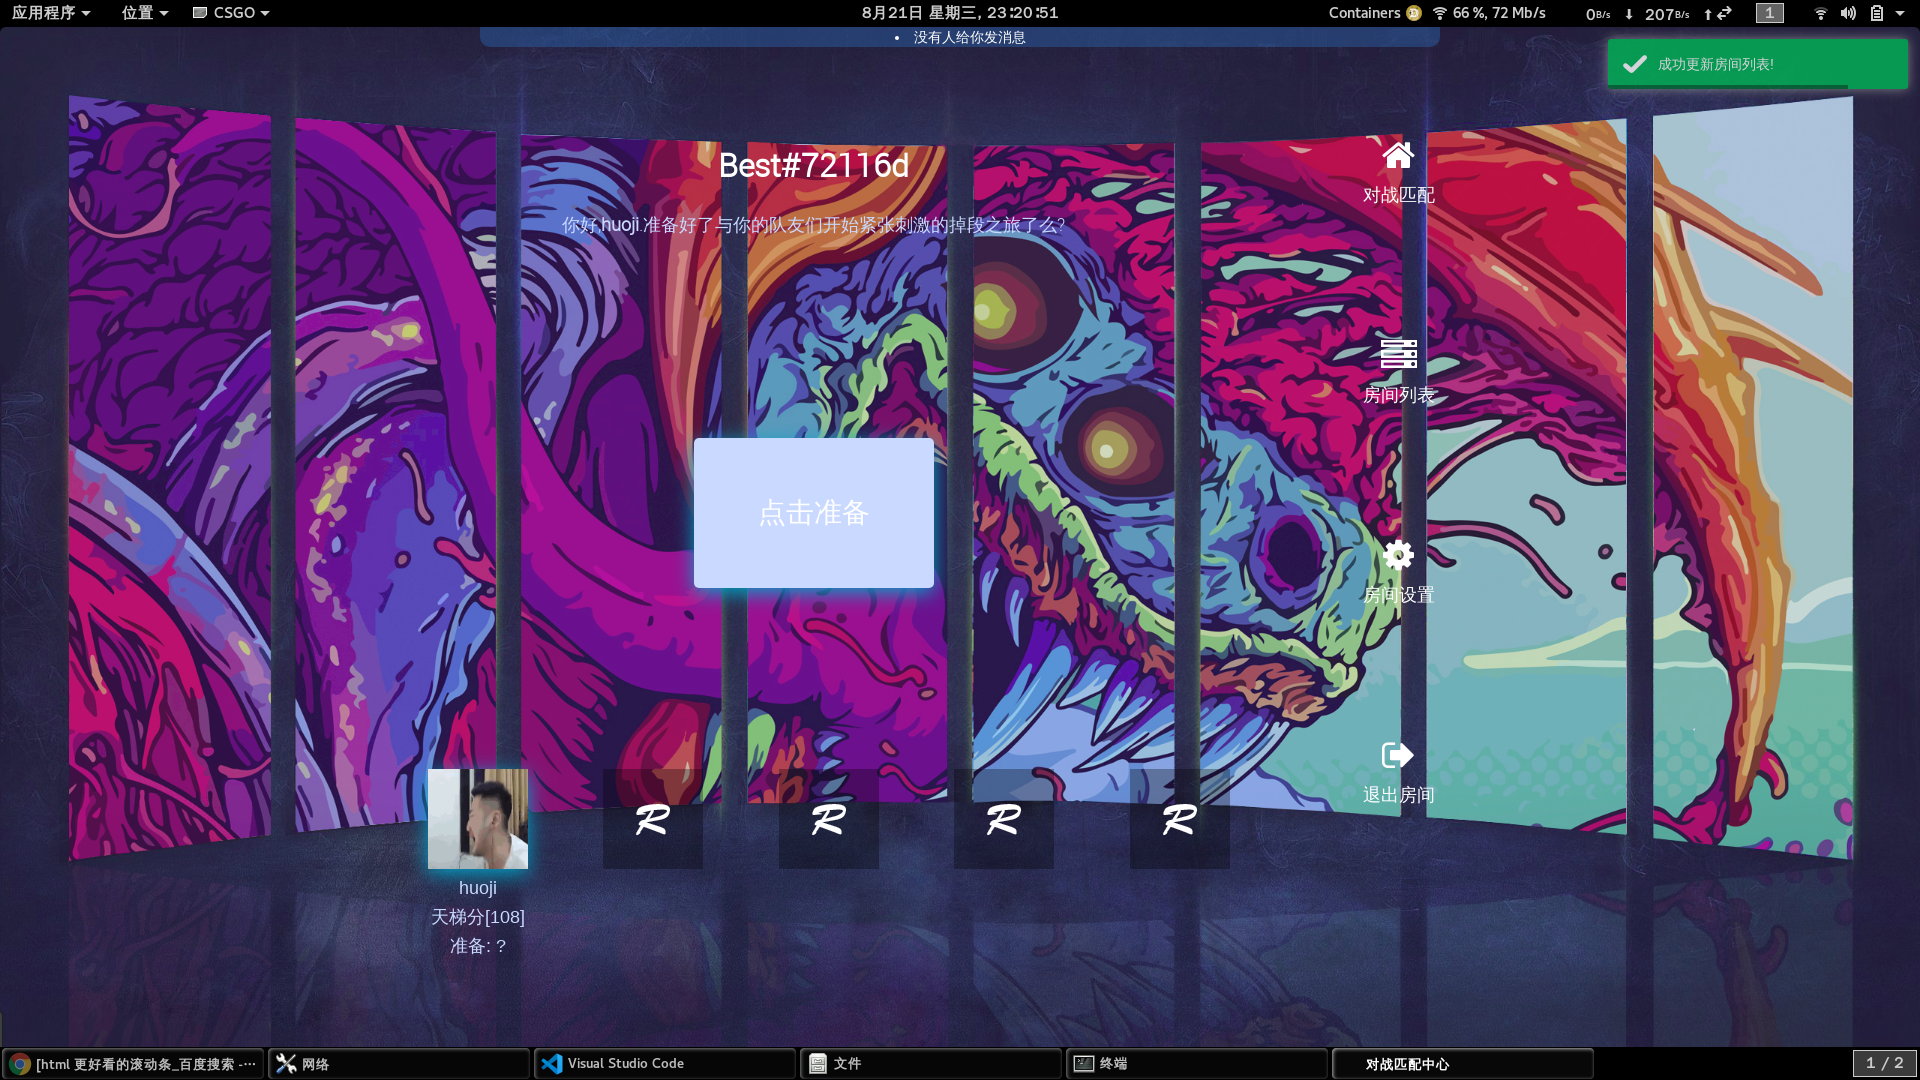 应用程序 位置 CSGO 8月21日 星期三, 23:20:51 Containers 66 %, 72 Mb/s 0 B/s 207 B/s 1
没有人给你发消息
成功更新房间列表!
Best#72116d
对战匹配
你好,huoji.准备好了与你的队友们开始紧张刺激的掉段之旅了么?
房间列表
点击准备
房间设置
退出房间
R R R R
huoji
天梯分[108]
准备: ?
[html 更好看的滚动条_百度搜索 -… 网络 Visual Studio Code 文件 终端 对战匹配中心 1 / 2